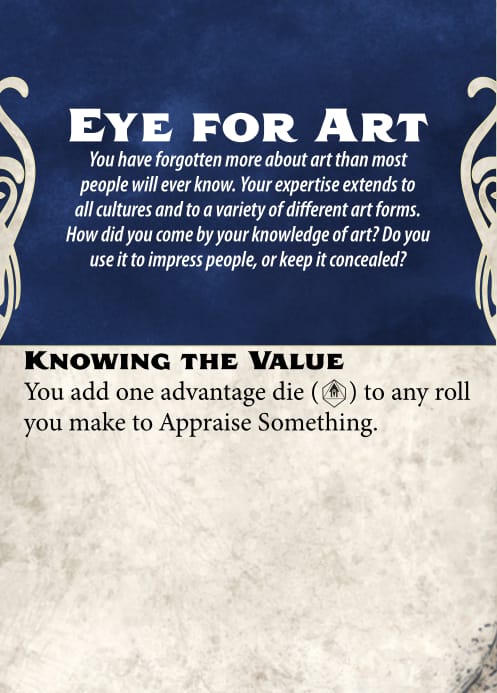 Eye for Art
You have forgotten more about art than most
people will ever know. Your expertise extends to
all cultures and to a variety of different art forms.
How did you come by your knowledge of art? Do you
use it to impress people, or keep it concealed?
Knowing the Value
You add one advantage die () to any roll
you make to Appraise Something.